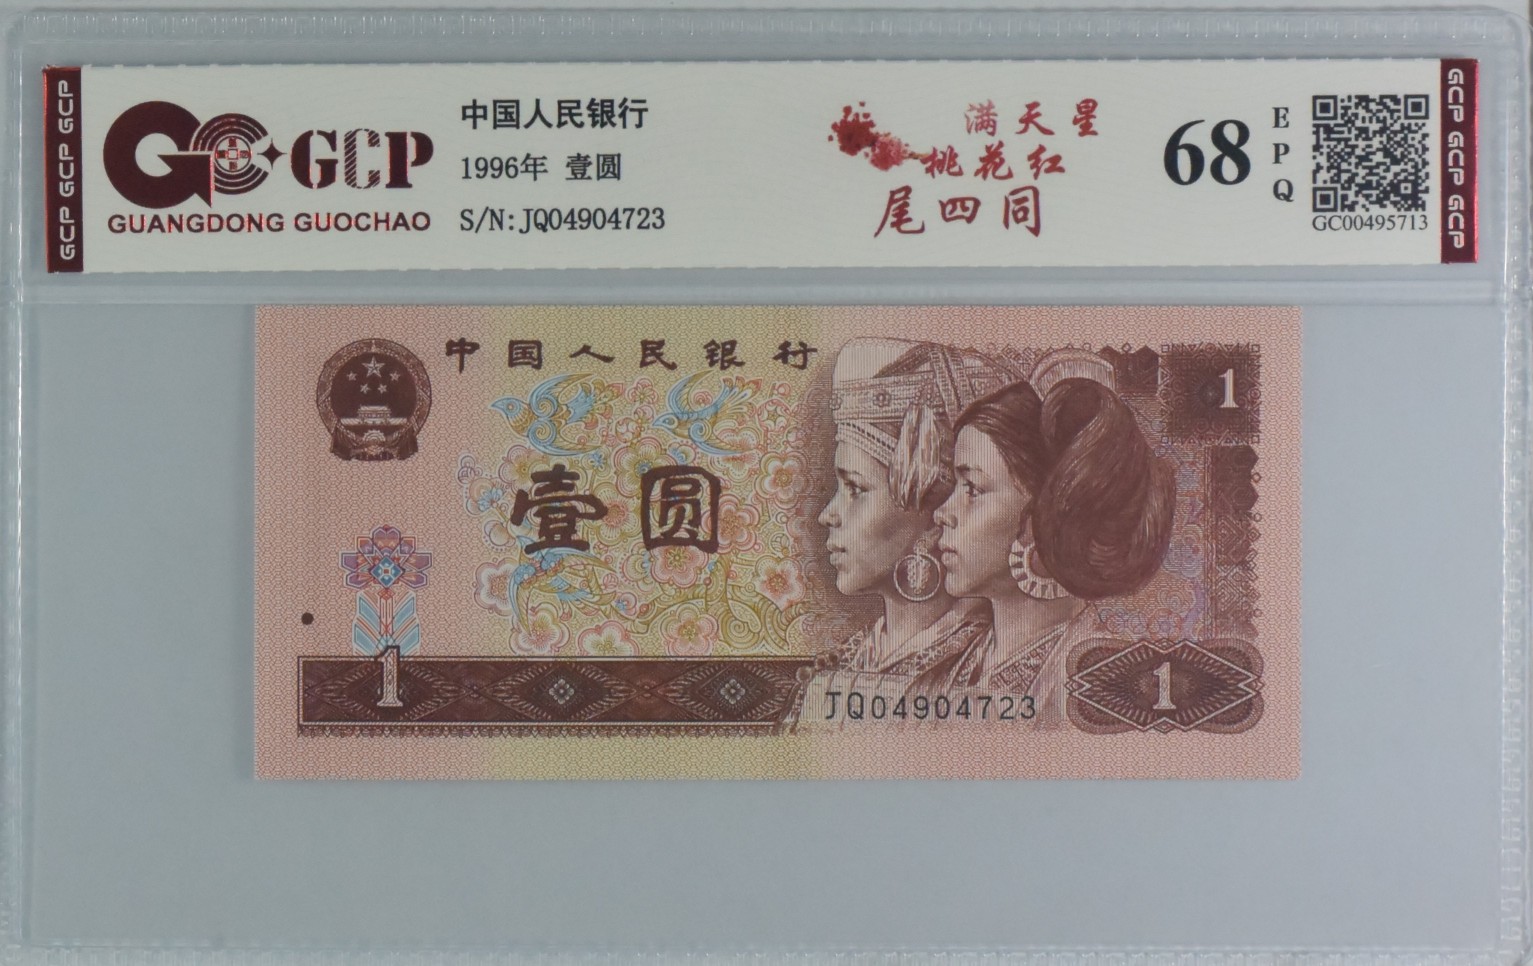 GCP GCP GCP
GCP
GUANGDONG GUOCHAO
中国人民银行
1996年 壹圆
S/N:JQ04904723
满天星
桃花红
尾四同
68
EPQ
GC00495713
GCP GCP GCP
中国人民银行
1
壹圆
1
JQ04904723
1